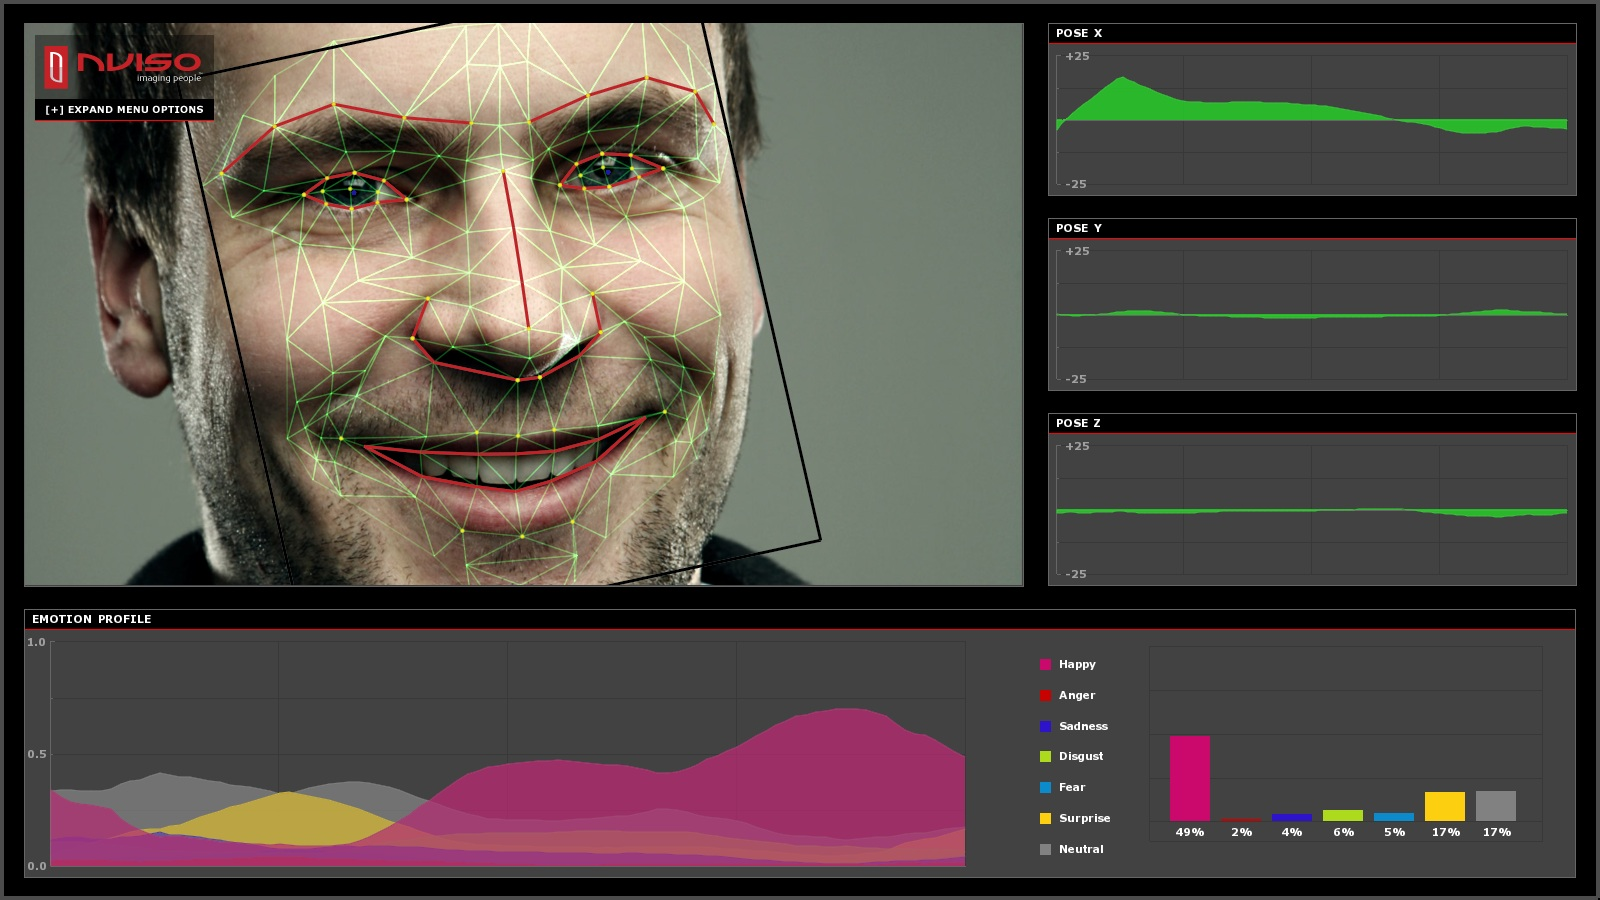 nviso
imaging people
[+] EXPAND MENU OPTIONS
POSE X
+25
-25
POSE Y
+25
-25
POSE Z
+25
-25
EMOTION PROFILE
1.0
0.5
0.0
Happy
Anger
Sadness
Disgust
Fear
Surprise
Neutral
49% 2% 4% 6% 5% 17% 17%